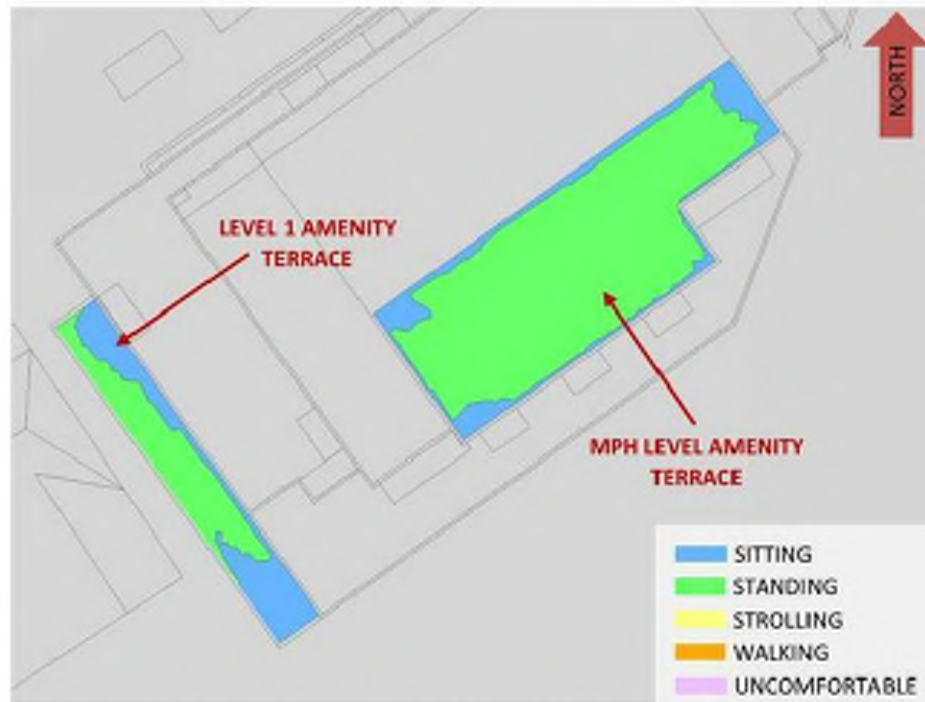 NORTH
LEVEL 1 AMENITY
TERRACE
MPH LEVEL AMENITY
TERRACE
SITTING
STANDING
STROLLING
WALKING
UNCOMFORTABLE